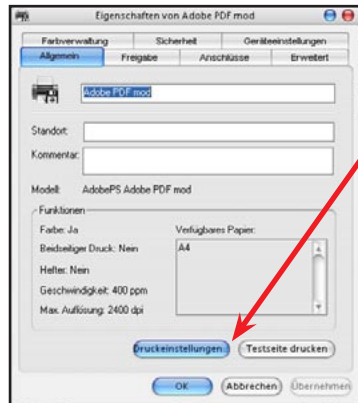 Eigenschaften von Adobe PDF mod
Farbverwaltung Sicherheit Geräteeinstellungen
Allgemein Freigabe Anschlüsse Erweitert
Adobe PDF mod
Standort:
Kommentar:
Modell: AdobePS Adobe PDF mod
Funktionen
Farbe: Ja Verfügbares Papier:
Beidseitiger Druck: Nein A4
Hefter: Nein
Geschwindigkeit: 400 ppm
Max. Auflösung: 2400 dpi
Druckeinstellungen... Testseite drucken
OK Abbrechen Übernehmen